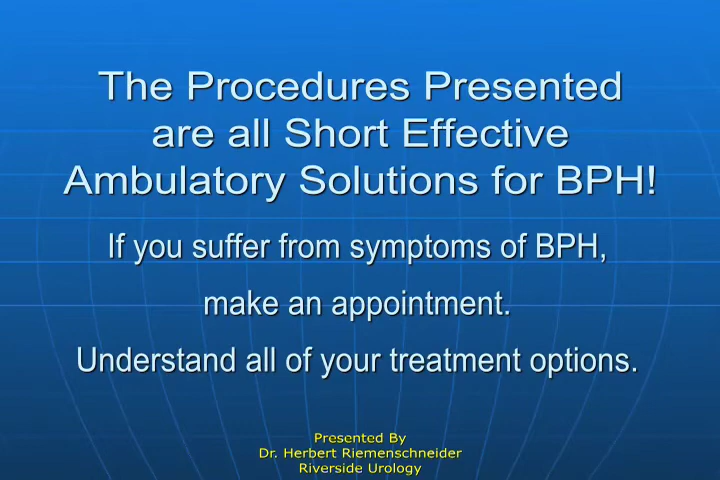 The Procedures Presented
are all Short Effective
Ambulatory Solutions for BPH!
If you suffer from symptoms of BPH,
make an appointment.
Understand all of your treatment options.
Presented By
Dr. Herbert Riemenschneider
Riverside Urology